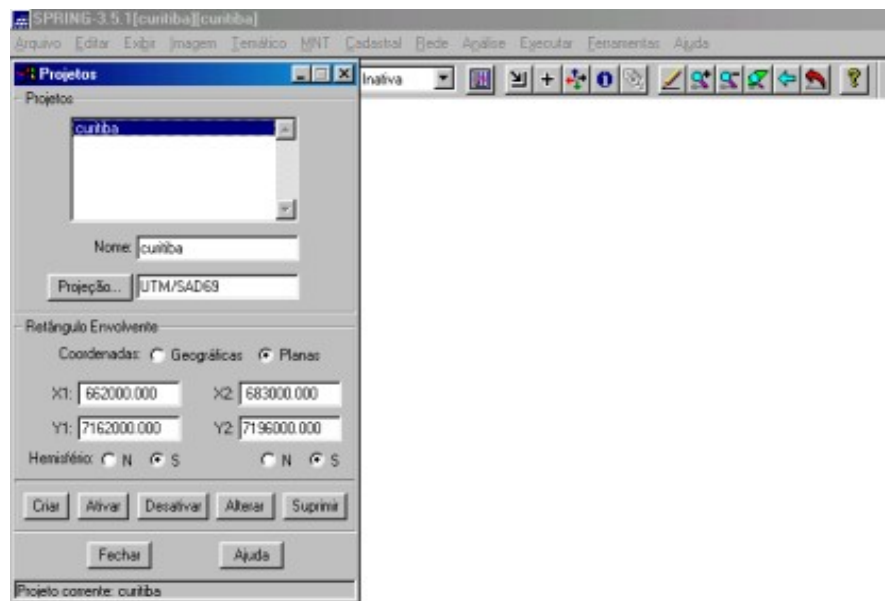 SPRING-3.5.1[curitiba][curitiba]
Arquivo Editar Exibir Imagem Temático MNT Cadastral Rede Análise Executar Ferramentas Ajuda
Projetos
Inativa
Projetos
curitiba
Nome: curitiba
Projeção... UTM/SAD69
Retângulo Envolvente
Coordenadas: Geográficas Planas
X1: 662000.000 X2: 683000.000
Y1: 7162000.000 Y2: 7196000.000
Hemisfério: N S N S
Criar Ativar Desativar Alterar Suprimir
Fechar Ajuda
Projeto corrente: curitiba